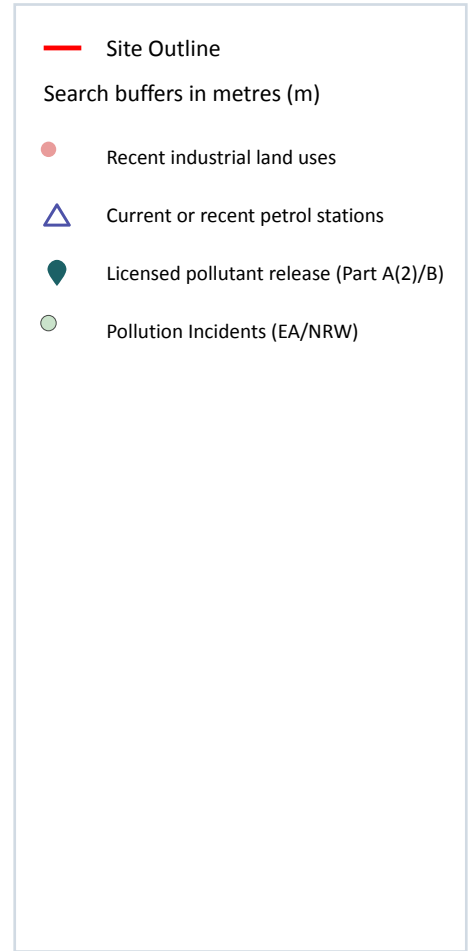 Site Outline
Search buffers in metres (m)
Recent industrial land uses
Current or recent petrol stations
Licensed pollutant release (Part A(2)/B)
Pollution Incidents (EA/NRW)